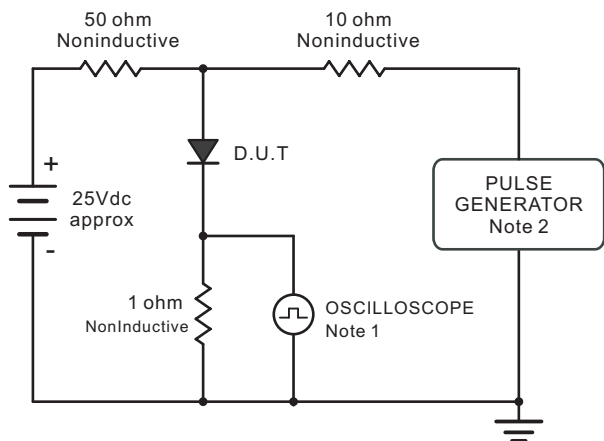 50 ohm
Noninductive
10 ohm
Noninductive
D.U.T
+
25Vdc
approx
-
PULSE
GENERATOR
Note 2
1 ohm
NonInductive
OSCILLOSCOPE
Note 1